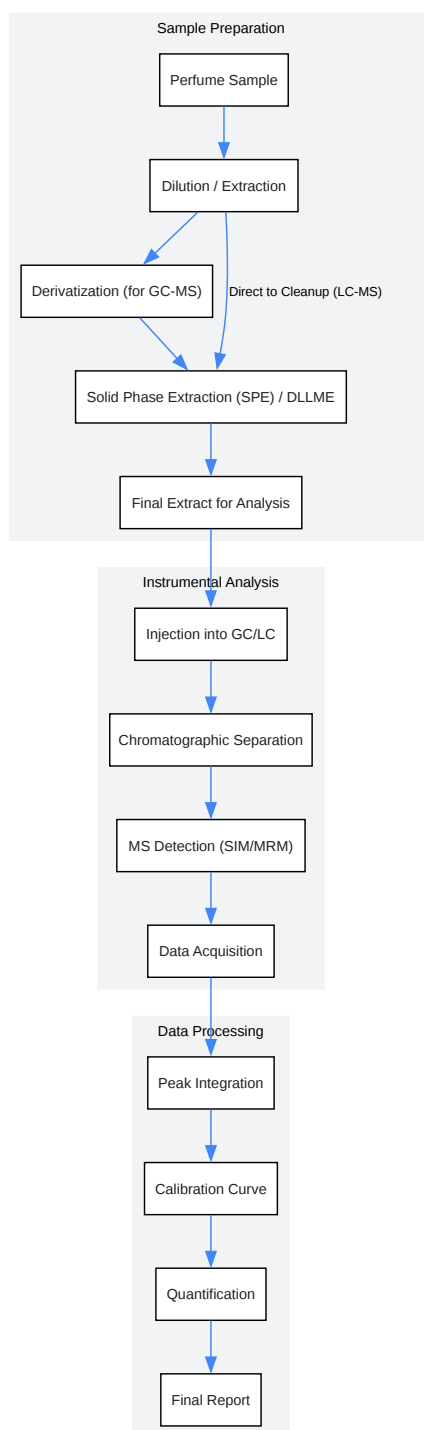 Sample Preparation
Perfume Sample
Dilution / Extraction
Derivatization (for GC-MS)
Direct to Cleanup (LC-MS)
Solid Phase Extraction (SPE) / DLLME
Final Extract for Analysis
Instrumental Analysis
Injection into GC/LC
Chromatographic Separation
MS Detection (SIM/MRM)
Data Acquisition
Data Processing
Peak Integration
Calibration Curve
Quantification
Final Report